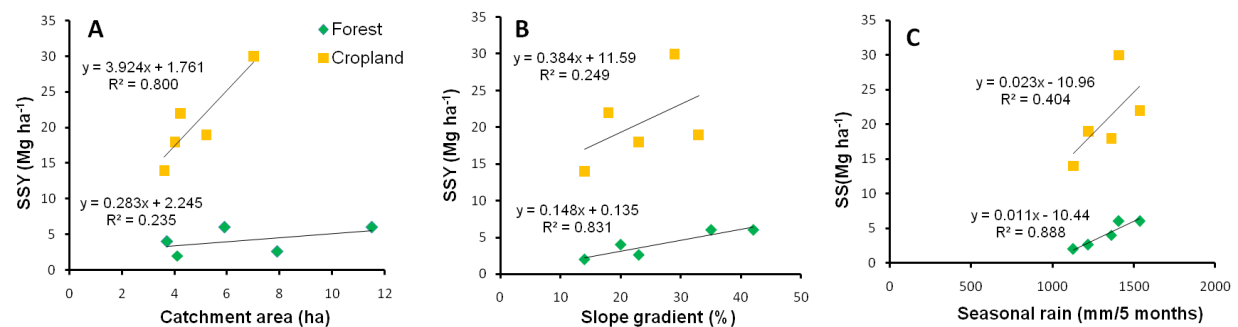 A
Forest
Cropland
y = 3.924x + 1.761
R² = 0.800
y = 0.283x + 2.245
R² = 0.235
SSY (Mg ha⁻¹)
35
30
25
20
15
10
5
0
0 2 4 6 8 10 12
Catchment area (ha)
B
y = 0.384x + 11.59
R² = 0.249
y = 0.148x + 0.135
R² = 0.831
SSY (Mg ha⁻¹)
35
30
25
20
15
10
5
0
0 10 20 30 40 50
Slope gradient (%)
C
y = 0.023x - 10.96
R² = 0.404
y = 0.011x - 10.44
R² = 0.888
SS(Mg ha⁻¹)
35
30
25
20
15
10
5
0
0 500 1000 1500 2000
Seasonal rain (mm/5 months)